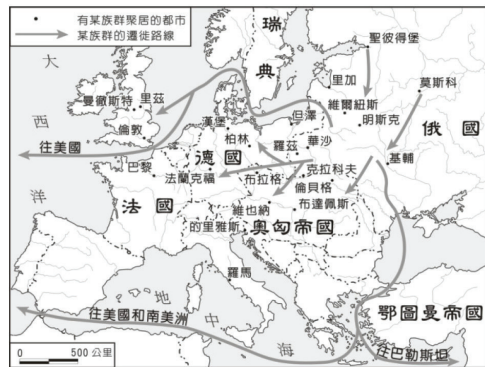 有某族群聚居的都市
某族群的遷徙路線
瑞典
聖彼得堡
大西洋
里加
莫斯科
曼徹斯特
里茲
維爾紐斯
明斯克
俄國
漢堡
但澤
倫敦
柏林
往美國
德國
羅茲
華沙
基輔
巴黎
法蘭克福
布拉格
克拉科夫
倫貝格
法國
維也納
布達佩斯
的里雅斯特
奧匈帝國
羅馬
地中海
鄂圖曼帝國
往美國和南美洲
往巴勒斯坦
0 500 公里